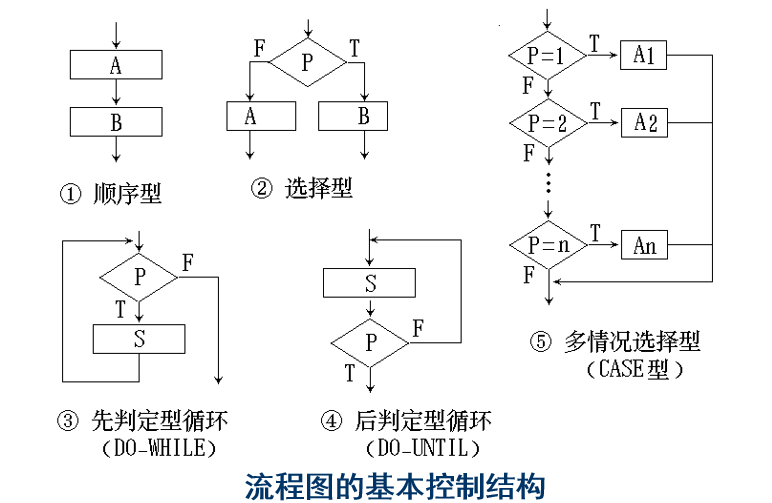 A
B
① 顺序型
F
T
P
A
B
② 选择型
P
F
T
S
③ 先判定型循环
（DO-WHILE）
S
P
F
T
④ 后判定型循环
（DO-UNTIL）
P=1
T
A1
F
P=2
T
A2
F
⋮
P=n
T
An
F
⑤ 多情况选择型
（CASE型）
流程图的基本控制结构